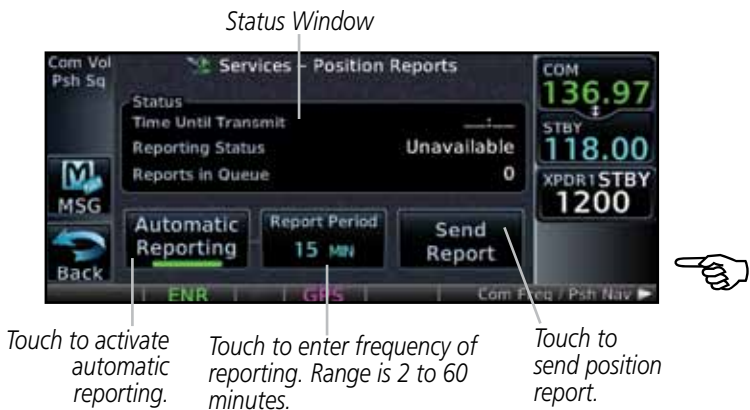 Status Window
Com Vol
Psh Sq
Services – Position Reports
COM
136.97
Status
Time Until Transmit __:__
STBY
118.00
Reporting Status Unavailable
Reports in Queue 0
XPDR1 STBY
1200
MSG
Automatic
Reporting
Report Period
15 MIN
Send
Report
Back
ENR
GPS
Com Freq / Psh Nav
Touch to activate
automatic
reporting.
Touch to enter frequency of
reporting. Range is 2 to 60
minutes.
Touch to
send position
report.